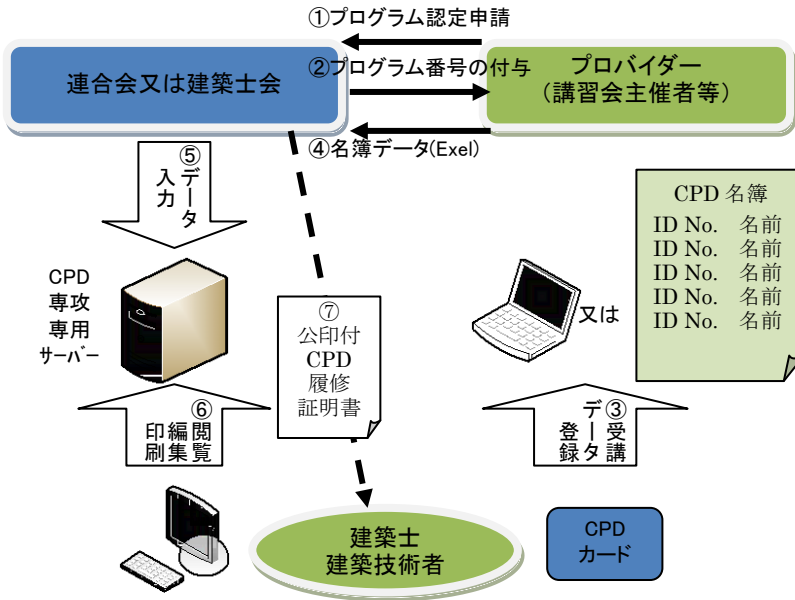 ①プログラム認定申請
連合会又は建築士会
②プログラム番号の付与
プロバイダー
(講習会主催者等)
④名簿データ(Exel)
⑤データ
入力
CPD
専攻
専用
サーバー
⑦
公印付
CPD
履修
証明書
又は
CPD 名簿
ID No. 名前
ID No. 名前
ID No. 名前
ID No. 名前
ID No. 名前
⑥閲覧
編集
印刷
③受講
データ
登録
建築士
建築技術者
CPD
カード